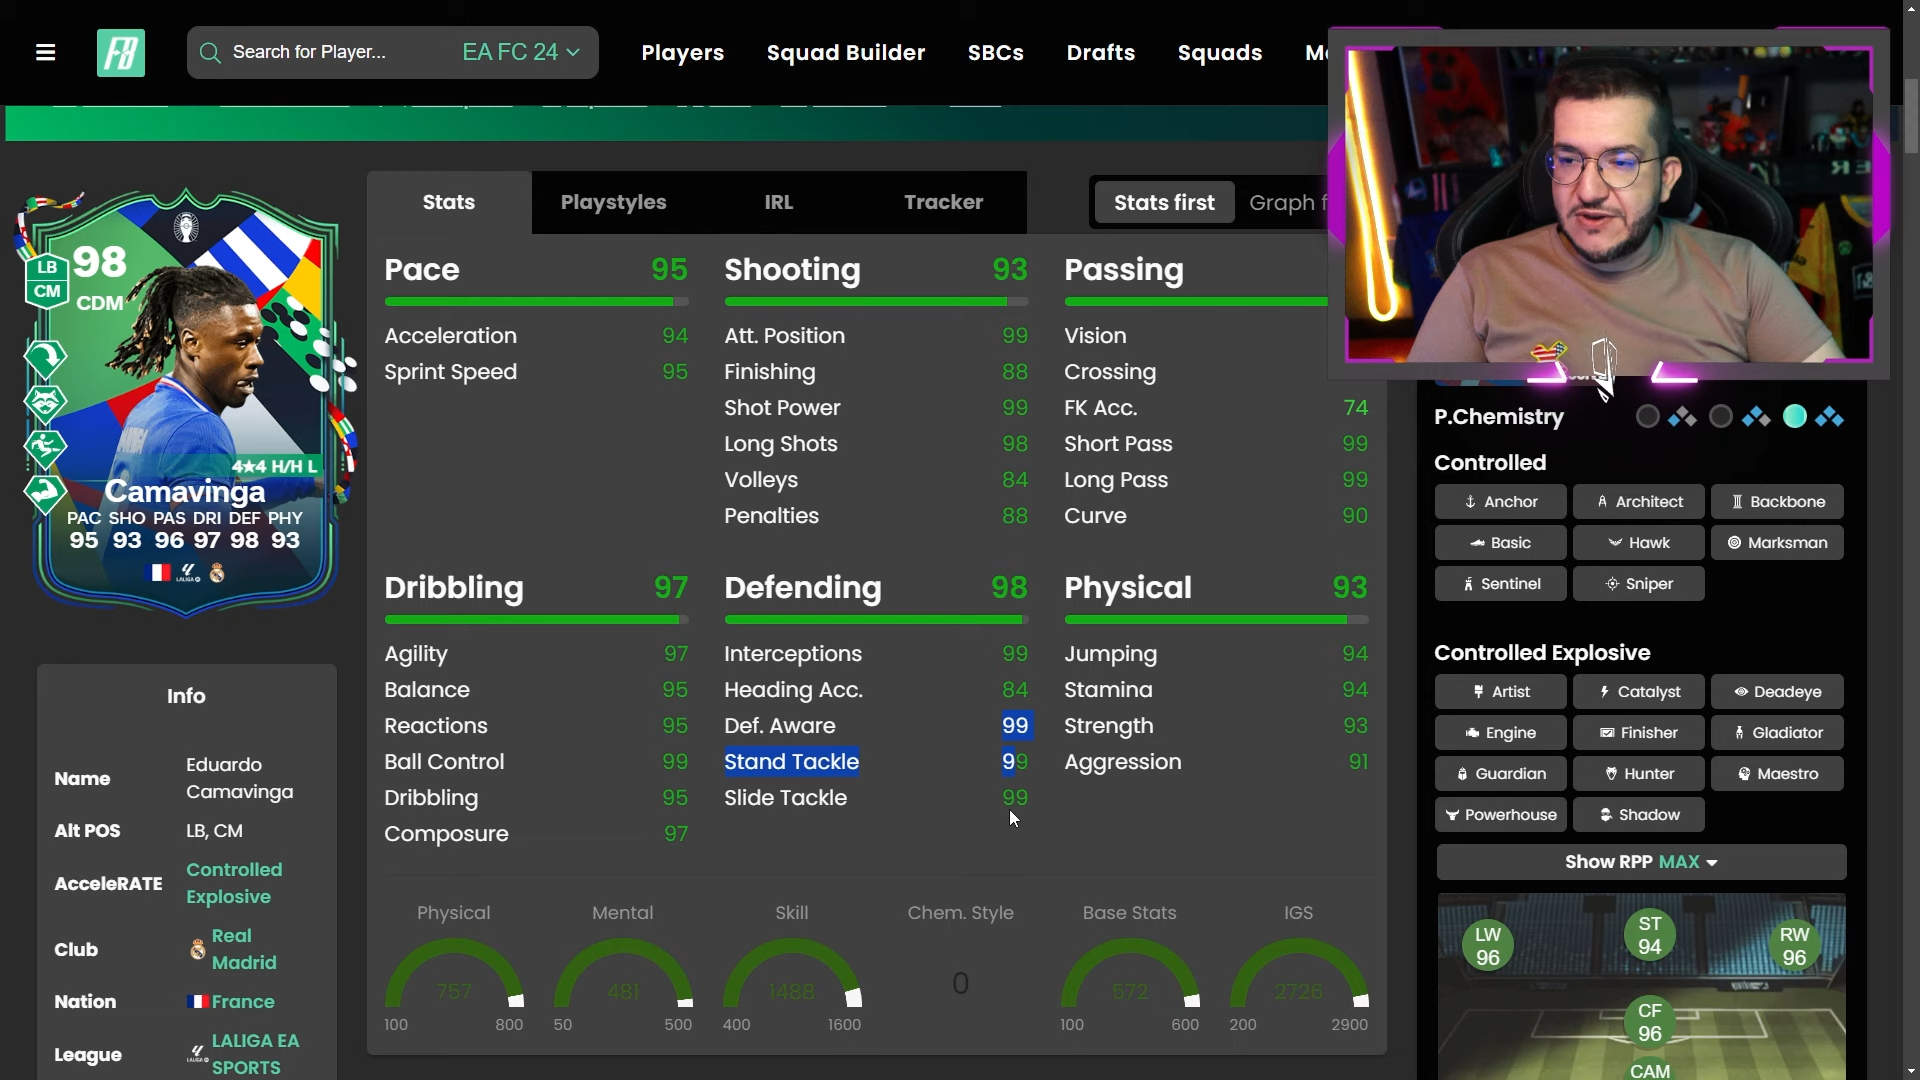 FB
Search for Player... EA FC 24
Players Squad Builder SBCs Drafts Squads
98
LB
CM
CDM
4★4 H/H L
Camavinga
PAC SHO PAS DRI DEF PHY
95 93 96 97 98 93
Stats Playstyles IRL Tracker
Stats first Graph
Pace 95
Acceleration 94
Sprint Speed 95
Shooting 93
Att. Position 99
Finishing 88
Shot Power 99
Long Shots 98
Volleys 84
Penalties 88
Passing
Vision
Crossing
FK Acc. 74
Short Pass 99
Long Pass 99
Curve 90
Dribbling 97
Agility 97
Balance 95
Reactions 95
Ball Control 99
Dribbling 95
Composure 97
Defending 98
Interceptions 99
Heading Acc. 84
Def. Aware 99
Stand Tackle 99
Slide Tackle 99
Physical 93
Jumping 94
Stamina 94
Strength 93
Aggression 91
Physical Mental Skill Chem. Style Base Stats IGS
757 481 1488 0 572 2726
100 800 50 500 400 1600 100 600 200 2900
Info
Name Eduardo
Camavinga
Alt POS LB, CM
AcceleRATE Controlled
Explosive
Club Real
Madrid
Nation France
League LALIGA EA
SPORTS
P.Chemistry
Controlled
Anchor Architect Backbone
Basic Hawk Marksman
Sentinel Sniper
Controlled Explosive
Artist Catalyst Deadeye
Engine Finisher Gladiator
Guardian Hunter Maestro
Powerhouse Shadow
Show RPP MAX
LW
96
ST
94
RW
96
CF
96
CAM